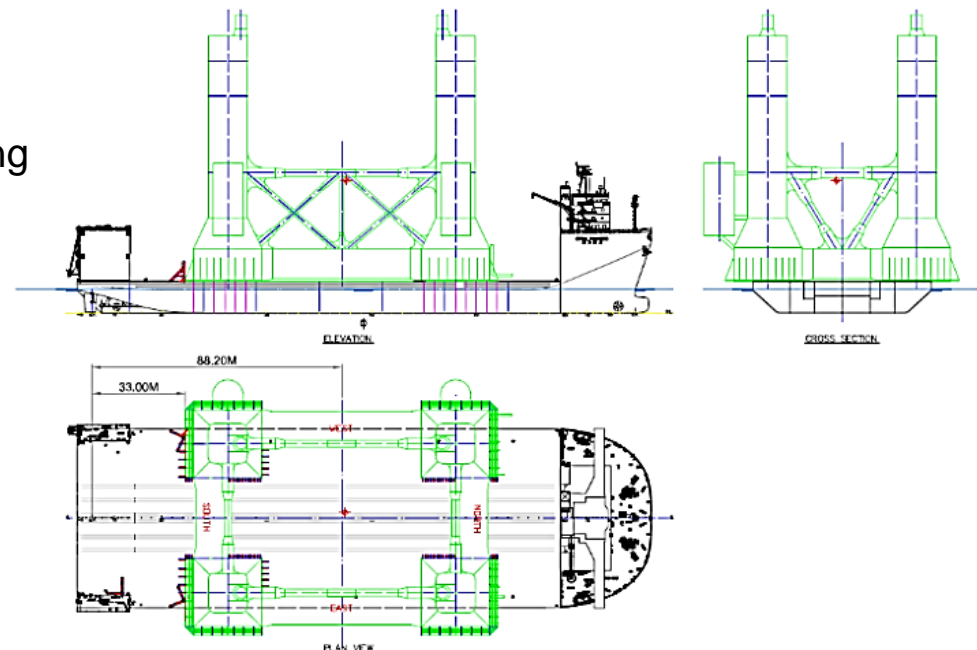 ng
ELEVATION
CROSS SECTION
88.20M
33.00M
WEST
SOUTH
NORTH
EAST
PLAN VIEW